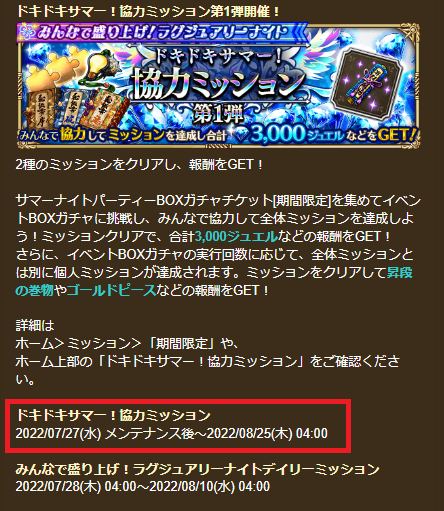 ドキドキサマー！協力ミッション第1弾開催！
みんなで盛り上げ！ラグジュアリーナイト
ドキドキサマー！
協力ミッション
第1弾
みんなで協力してミッションを達成し合計3,000ジュエルなどをGET！
2種のミッションをクリアし、報酬をGET！
サマーナイトパーティーBOXガチャチケット[期間限定]を集めてイベ
ントBOXガチャに挑戦し、みんなで協力して全体ミッションを達成しよ
う！ミッションクリアで、合計3,000ジュエルなどの報酬をGET！
さらに、イベントBOXガチャの実行回数に応じて、全体ミッションと
は別に個人ミッションが達成されます。ミッションをクリアして昇段
の巻物やゴールドピースなどの報酬をGET！
詳細は
ホーム＞ミッション＞「期間限定」や、
ホーム上部の「ドキドキサマー！協力ミッション」をご確認くださ
い。
ドキドキサマー！協力ミッション
2022/07/27(水) メンテナンス後～2022/08/25(木) 04:00
みんなで盛り上げ！ラグジュアリーナイトデイリーミッション
2022/07/28(木) 04:00～2022/08/10(水) 04:00